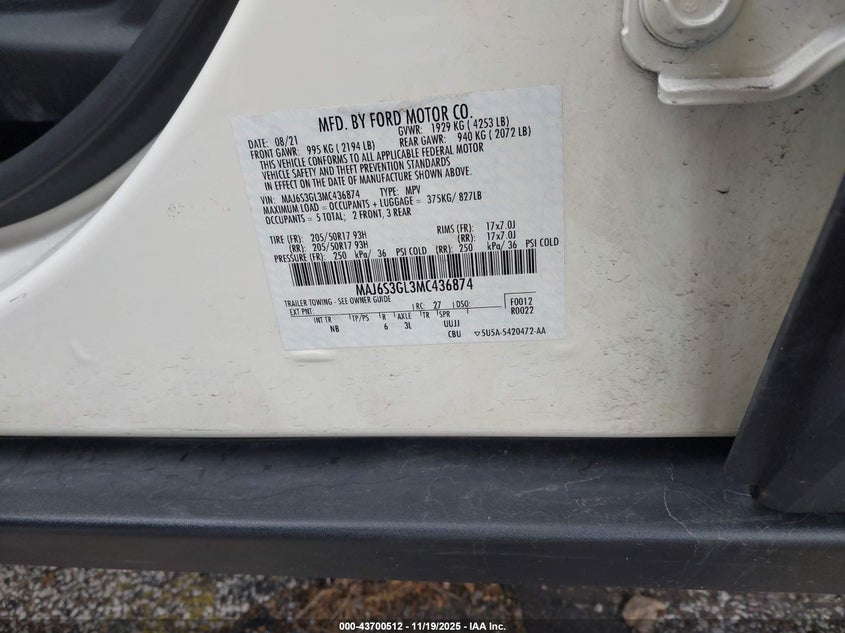 MFD. BY FORD MOTOR CO.
DATE: 08/21 GVWR: 1929 KG ( 4253 LB)
FRONT GAWR: 995 KG ( 2194 LB) REAR GAWR: 940 KG ( 2072 LB)
THIS VEHICLE CONFORMS TO ALL APPLICABLE FEDERAL MOTOR
VEHICLE SAFETY AND THEFT PREVENTION STANDARDS
IN EFFECT ON THE DATE OF MANUFACTURE SHOWN ABOVE.
VIN: MAJ6S3GL3MC436874 TYPE: MPV
MAXIMUM LOAD = OCCUPANTS + LUGGAGE = 375KG/ 827LB
OCCUPANTS = 5 TOTAL; 2 FRONT, 3 REAR
TIRE (FR): 205/50R17 93H RIMS (FR): 17x7.0J
(RR): 205/50R17 93H (RR): 17x7.0J
PRESSURE (FR): 250 kPa/ 36 PSI COLD (RR): 250 kPa/ 36 PSI COLD
MAJ6S3GL3MC436874
TRAILER TOWING - SEE OWNER GUIDE
EXT PNT: RC: 27 DSO: F0012
INT TR TP/PS R AXLE TR SPR R0022
NB 6 3L UUJJ
CBU 5U5A-5420472-AA
000-43700512 - 11/19/2025 - IAA Inc.